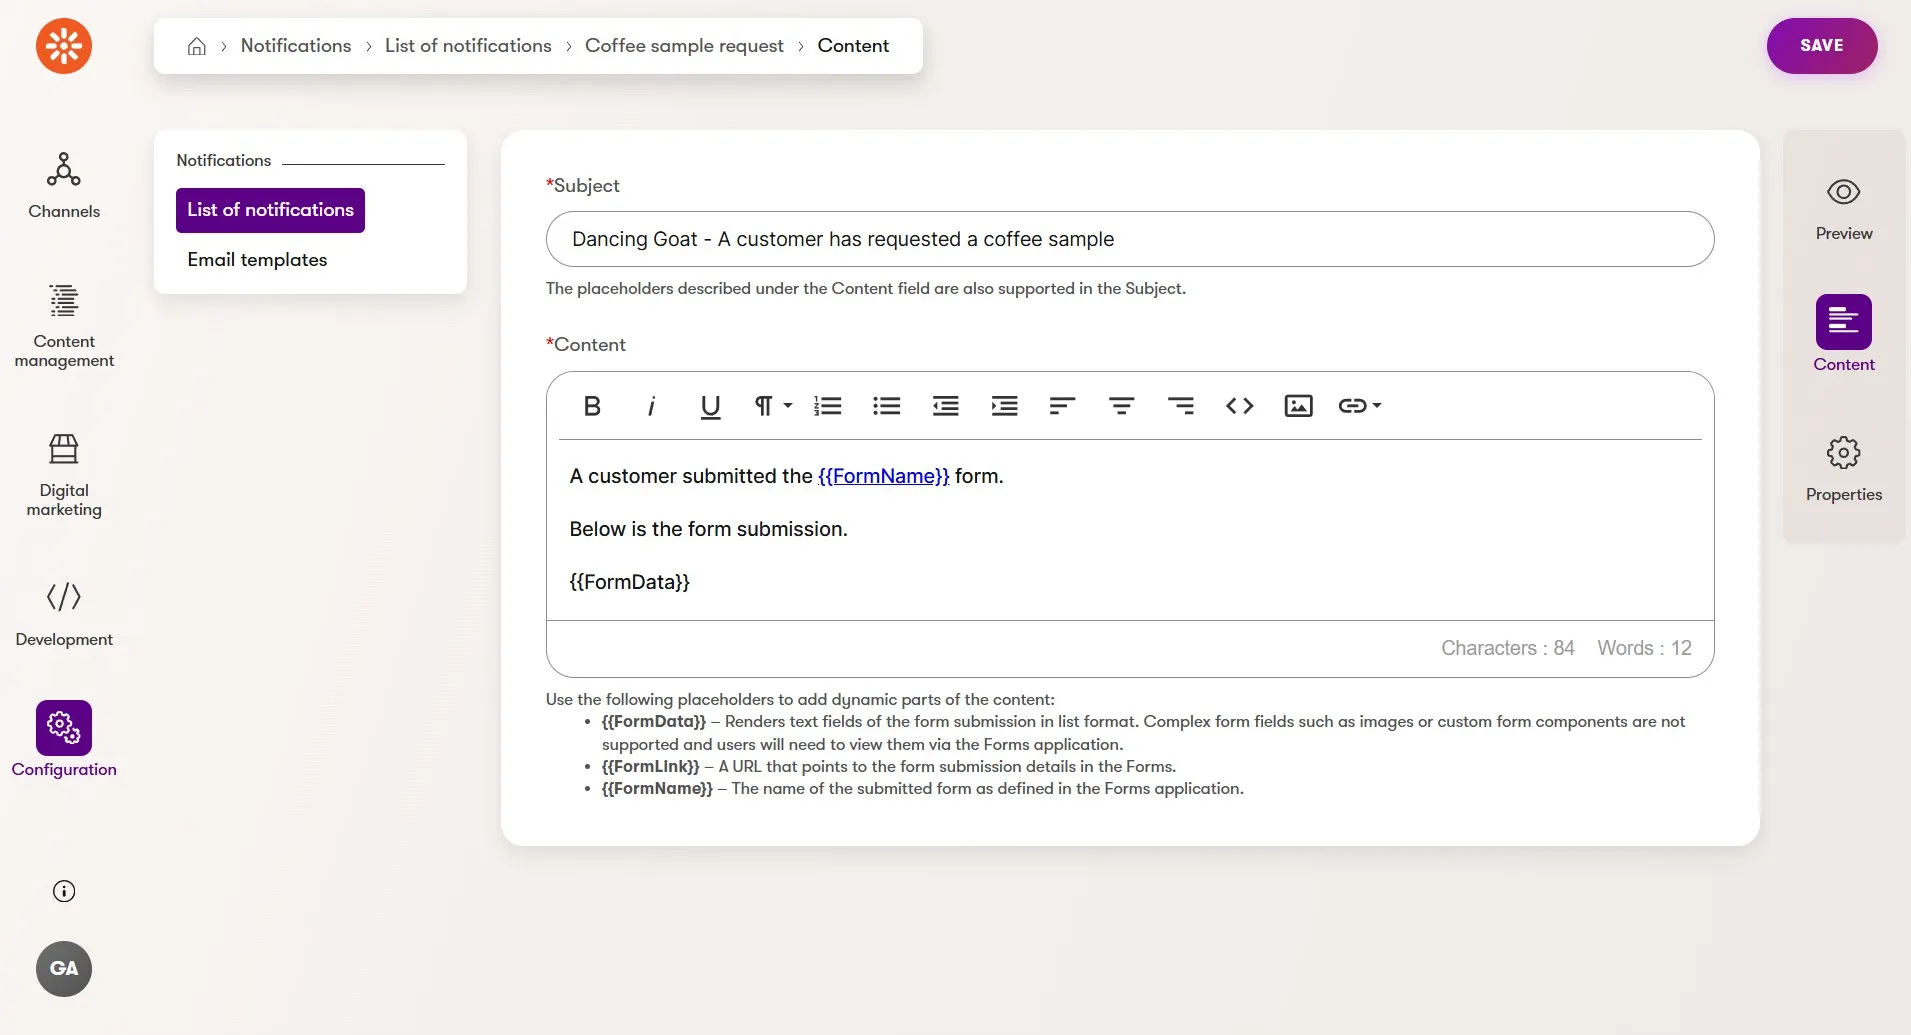 Notifications › List of notifications › Coffee sample request › Content
SAVE
Channels
Content
management
Digital
marketing
Development
Configuration
GA
Notifications
List of notifications
Email templates
*Subject
Dancing Goat - A customer has requested a coffee sample
The placeholders described under the Content field are also supported in the Subject.
*Content
A customer submitted the {{FormName}} form.
Below is the form submission.
{{FormData}}
Characters : 84 Words : 12
Use the following placeholders to add dynamic parts of the content:
• {{FormData}} – Renders text fields of the form submission in list format. Complex form fields such as images or custom form components are not
supported and users will need to view them via the Forms application.
• {{FormLink}} – A URL that points to the form submission details in the Forms.
• {{FormName}} – The name of the submitted form as defined in the Forms application.
Preview
Content
Properties